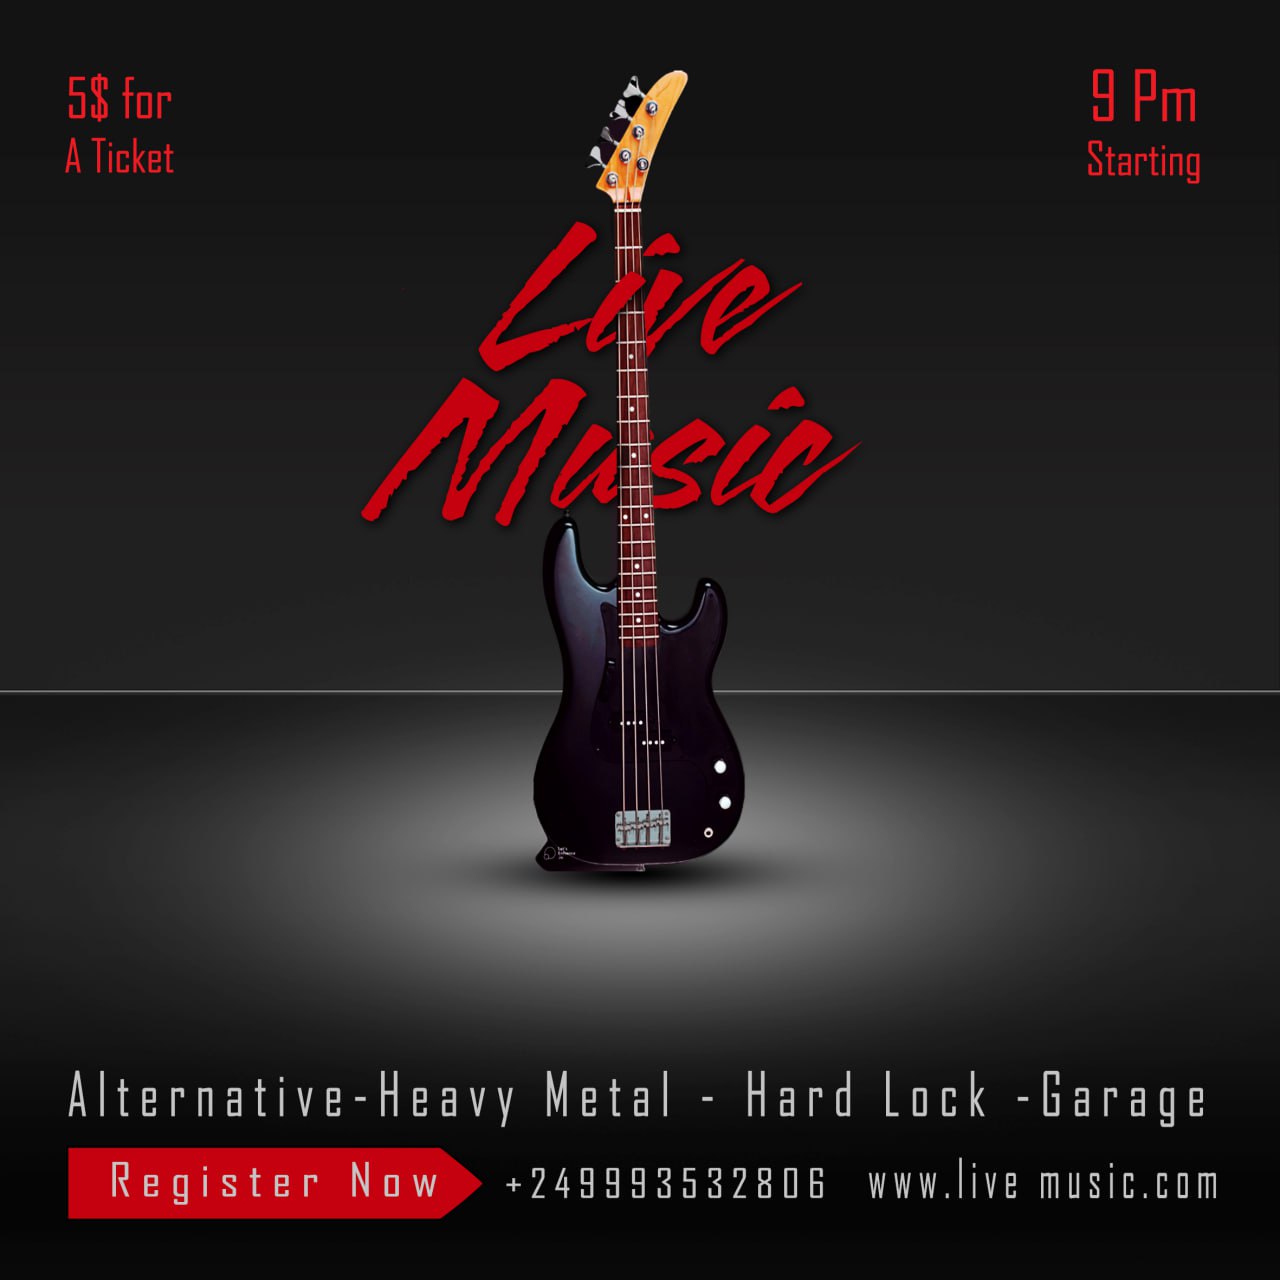 5$ for
A Ticket
9 Pm
Starting
Live
Music
Alternative-Heavy Metal - Hard Lock -Garage
Register Now
+249993532806
www.live music.com